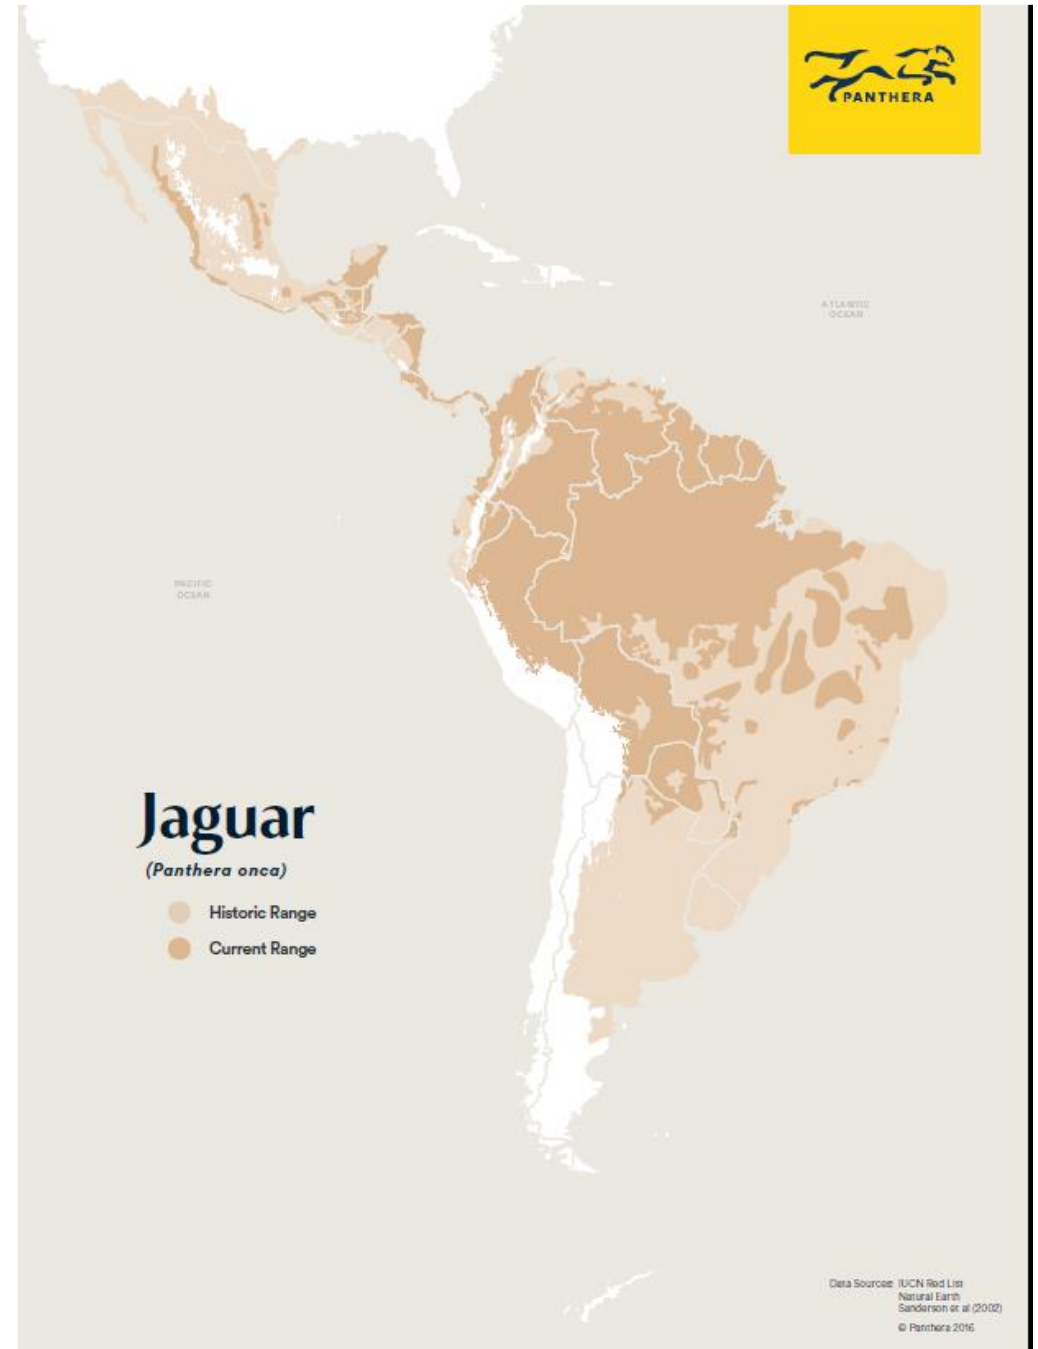 PANTHERA
ATLANTIC
OCEAN
PACIFIC
OCEAN
Jaguar
(Panthera onca)
Historic Range
Current Range
Data Sources: IUCN Red List
Natural Earth
Sanderson et al (2002)
© Panthera 2016